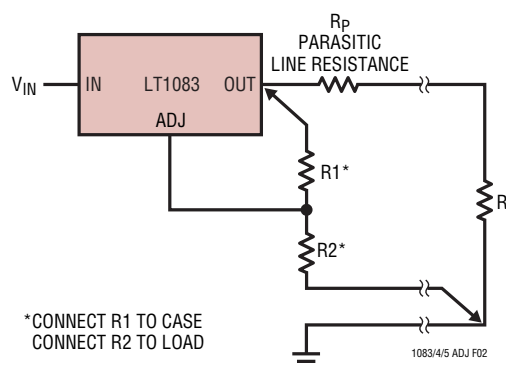 R_P
PARASITIC
LINE RESISTANCE
V_IN
IN
LT1083
OUT
ADJ
R1*
R2*
R
*CONNECT R1 TO CASE
CONNECT R2 TO LOAD
1083/4/5 ADJ F02